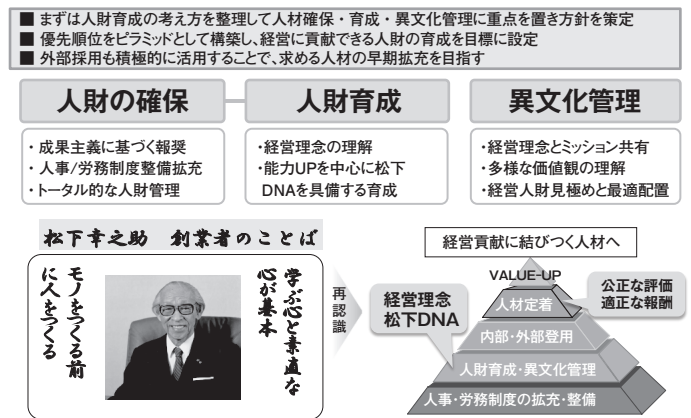 ■ まずは人財育成の考え方を整理して人材確保・育成・異文化管理に重点を置き方針を策定
■ 優先順位をピラミッドとして構築し、経営に貢献できる人財の育成を目標に設定
■ 外部採用も積極的に活用することで、求める人材の早期拡充を目指す
人財の確保
・成果主義に基づく報奨
・人事/労務制度整備拡充
・トータル的な人財管理
人財育成
・経営理念の理解
・能力UPを中心に松下
DNAを具備する育成
異文化管理
・経営理念とミッション共有
・多様な価値観の理解
・経営人財見極めと最適配置
松下幸之助 創業者のことば
学ぶ心と素直な
心が基本
モノをつくる前
に人をつくる
再認識
経営貢献に結びつく人材へ
VALUE-UP
経営理念
松下DNA
公正な評価
適正な報酬
人材定着
内部・外部登用
人財育成・異文化管理
人事・労務制度の拡充・整備